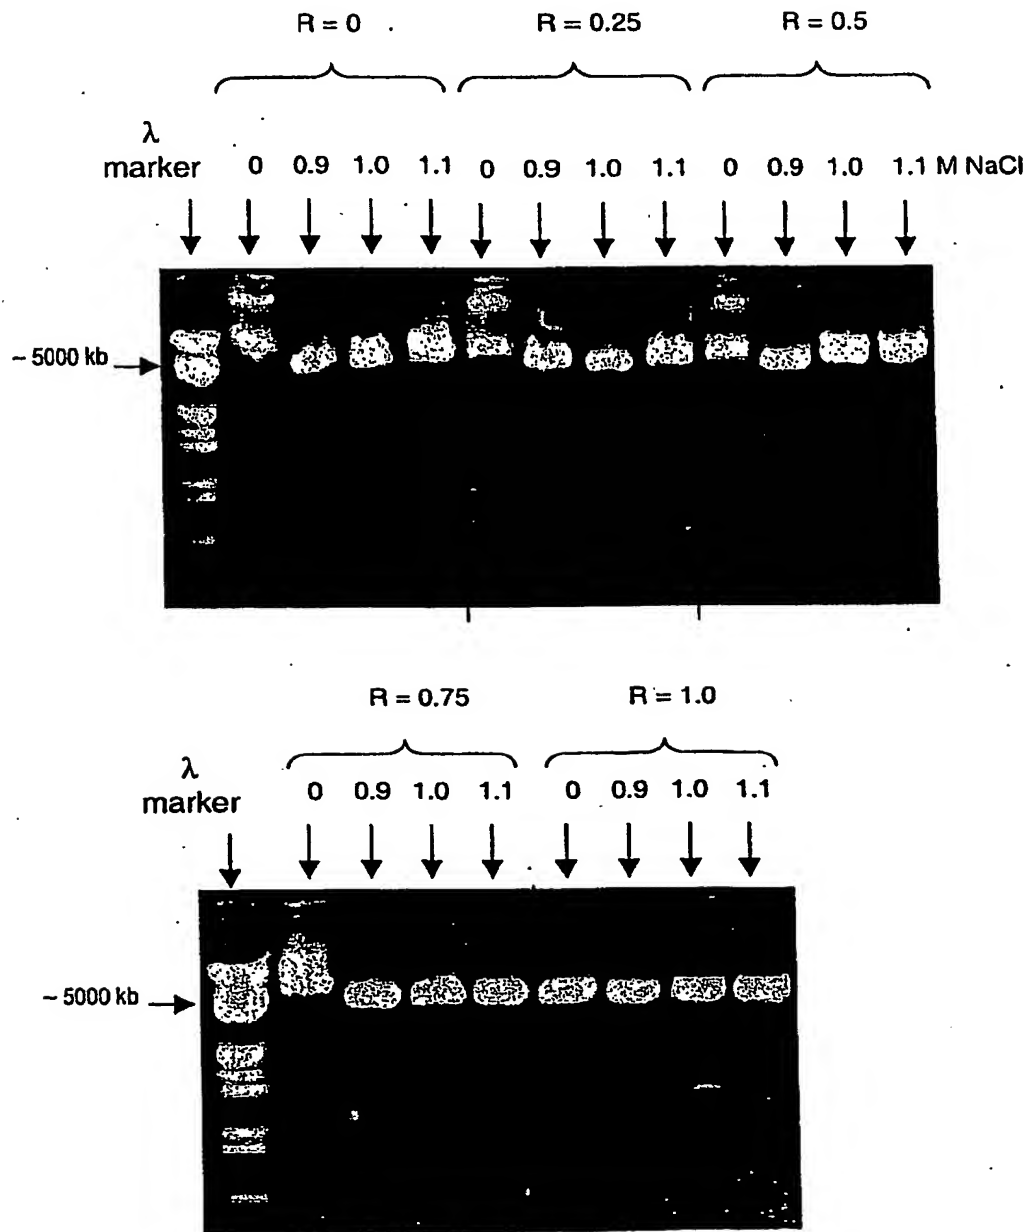 R = 0 R = 0.25 R = 0.5
λ
marker 0 0.9 1.0 1.1 0 0.9 1.0 1.1 0 0.9 1.0 1.1 M NaCl
~ 5000 kb
R = 0.75 R = 1.0
λ
marker 0 0.9 1.0 1.1 0 0.9 1.0 1.1
~ 5000 kb